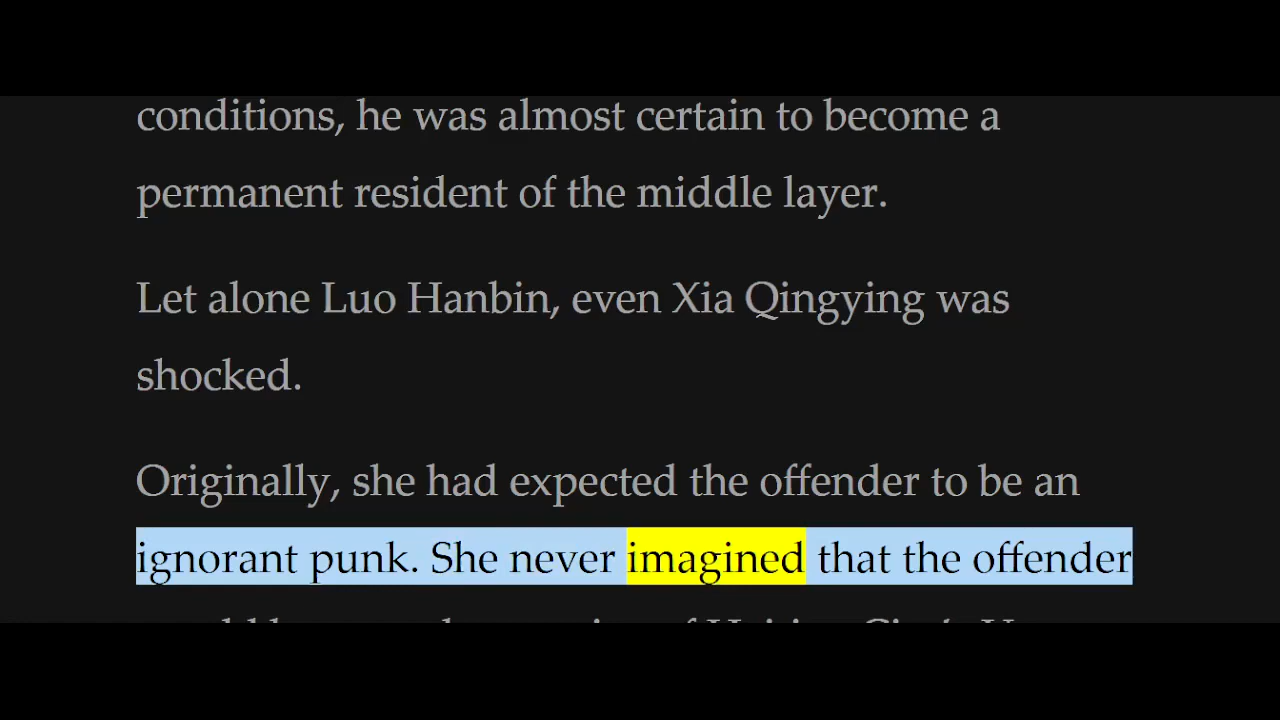 conditions, he was almost certain to become a
permanent resident of the middle layer.
Let alone Luo Hanbin, even Xia Qingying was
shocked.
Originally, she had expected the offender to be an
ignorant punk. She never imagined that the offender